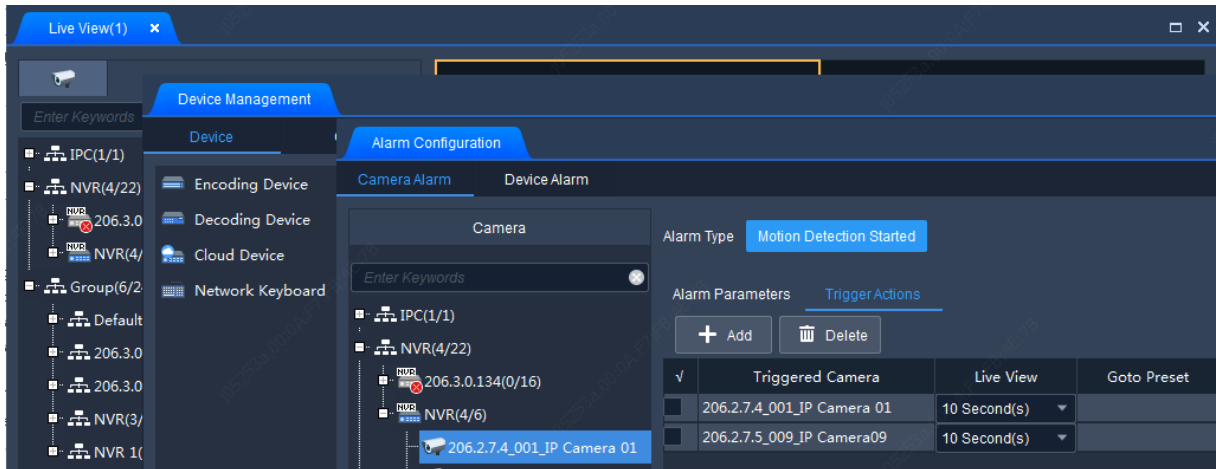 Live View(1)
Enter Keywords
IPC(1/1)
NVR(4/22)
NVR
206.3.0
NVR
NVR(4/
Group(6/2
Default
206.3.0
206.3.0
NVR(3/
NVR 1(
Device Management
Device
Encoding Device
Decoding Device
Cloud Device
Network Keyboard
Alarm Configuration
Camera Alarm Device Alarm
Camera
Enter Keywords
IPC(1/1)
NVR(4/22)
NVR
206.3.0.134(0/16)
NVR
NVR(4/6)
206.2.7.4_001_IP Camera 01
Alarm Type Motion Detection Started
Alarm Parameters Trigger Actions
Add Delete
√ Triggered Camera Live View Goto Preset
206.2.7.4_001_IP Camera 01 10 Second(s)
206.2.7.5_009_IP Camera09 10 Second(s)